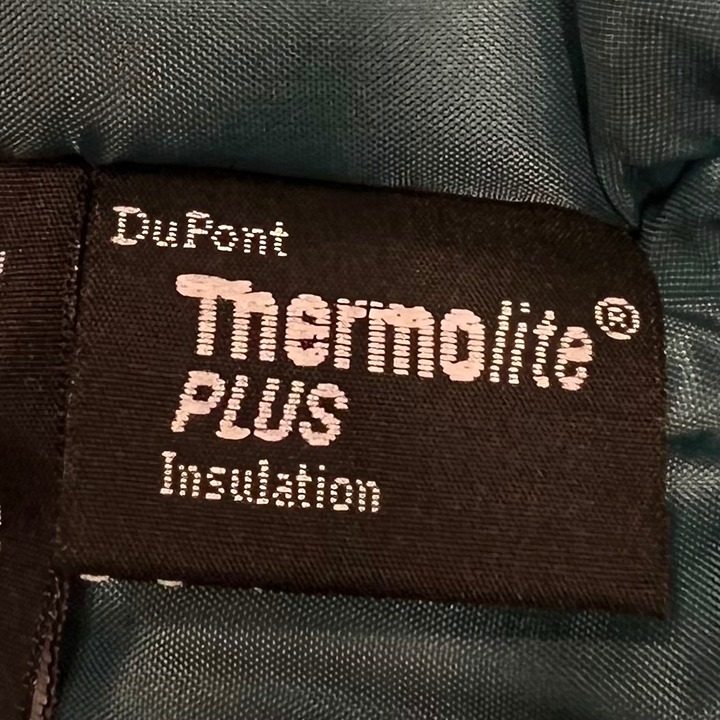 DuPont
Thermolite®
PLUS
Insulation